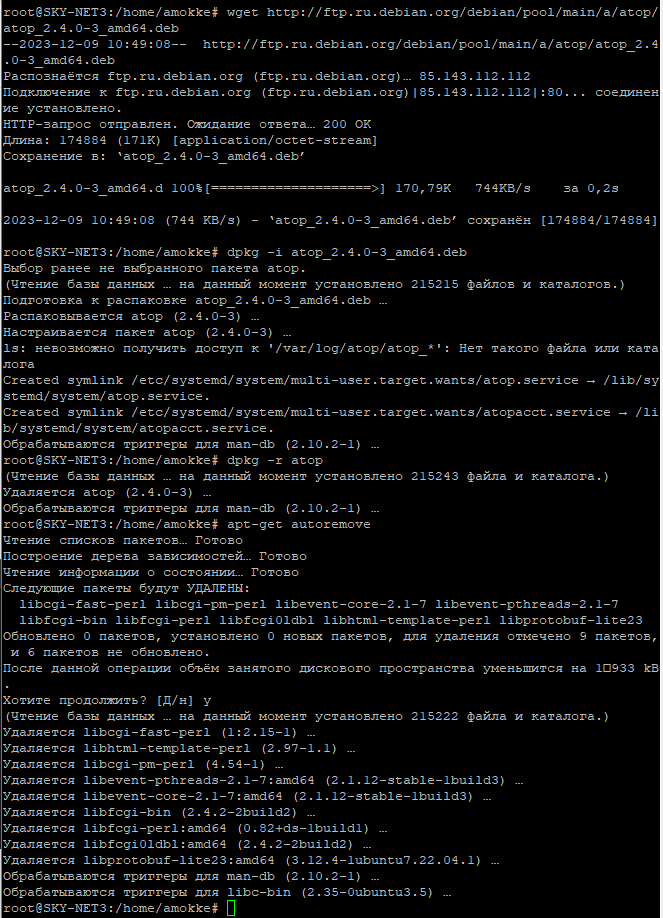 root@SKY-NET3:/home/amokke# wget http://ftp.ru.debian.org/debian/pool/main/a/atop/
atop_2.4.0-3_amd64.deb
--2023-12-09 10:49:08--  http://ftp.ru.debian.org/debian/pool/main/a/atop/atop_2.4
.0-3_amd64.deb
Распознаётся ftp.ru.debian.org (ftp.ru.debian.org)… 85.143.112.112
Подключение к ftp.ru.debian.org (ftp.ru.debian.org)|85.143.112.112|:80... соединен
ие установлено.
HTTP-запрос отправлен. Ожидание ответа… 200 OK
Длина: 174884 (171K) [application/octet-stream]
Сохранение в: ‘atop_2.4.0-3_amd64.deb’
atop_2.4.0-3_amd64.d 100%[====================>] 170,79K   744KB/s    за 0,2s
2023-12-09 10:49:08 (744 KB/s) - ‘atop_2.4.0-3_amd64.deb’ сохранён [174884/174884]
root@SKY-NET3:/home/amokke# dpkg -i atop_2.4.0-3_amd64.deb
Выбор ранее не выбранного пакета atop.
(Чтение базы данных … на данный момент установлено 215215 файлов и каталогов.)
Подготовка к распаковке atop_2.4.0-3_amd64.deb …
Распаковывается atop (2.4.0-3) …
Настраивается пакет atop (2.4.0-3) …
ls: невозможно получить доступ к '/var/log/atop/atop_*': Нет такого файла или ката
лога
Created symlink /etc/systemd/system/multi-user.target.wants/atop.service → /lib/sy
stemd/system/atop.service.
Created symlink /etc/systemd/system/multi-user.target.wants/atopacct.service → /li
b/systemd/system/atopacct.service.
Обрабатываются триггеры для man-db (2.10.2-1) …
root@SKY-NET3:/home/amokke# dpkg -r atop
(Чтение базы данных … на данный момент установлено 215243 файла и каталога.)
Удаляется atop (2.4.0-3) …
Обрабатываются триггеры для man-db (2.10.2-1) …
root@SKY-NET3:/home/amokke# apt-get autoremove
Чтение списков пакетов… Готово
Построение дерева зависимостей… Готово
Чтение информации о состоянии… Готово
Следующие пакеты будут УДАЛЕНЫ:
  libcgi-fast-perl libcgi-pm-perl libevent-core-2.1-7 libevent-pthreads-2.1-7
  libfcgi-bin libfcgi-perl libfcgi0ldbl libhtml-template-perl libprotobuf-lite23
Обновлено 0 пакетов, установлено 0 новых пакетов, для удаления отмечено 9 пакетов,
 и 6 пакетов не обновлено.
После данной операции объём занятого дискового пространства уменьшится на 1□933 kB
.
Хотите продолжить? [Д/н] y
(Чтение базы данных … на данный момент установлено 215222 файла и каталога.)
Удаляется libcgi-fast-perl (1:2.15-1) …
Удаляется libhtml-template-perl (2.97-1.1) …
Удаляется libcgi-pm-perl (4.54-1) …
Удаляется libevent-pthreads-2.1-7:amd64 (2.1.12-stable-1build3) …
Удаляется libevent-core-2.1-7:amd64 (2.1.12-stable-1build3) …
Удаляется libfcgi-bin (2.4.2-2build2) …
Удаляется libfcgi-perl:amd64 (0.82+ds-1build1) …
Удаляется libfcgi0ldbl:amd64 (2.4.2-2build2) …
Удаляется libprotobuf-lite23:amd64 (3.12.4-1ubuntu7.22.04.1) …
Обрабатываются триггеры для man-db (2.10.2-1) …
Обрабатываются триггеры для libc-bin (2.35-0ubuntu3.5) …
root@SKY-NET3:/home/amokke#